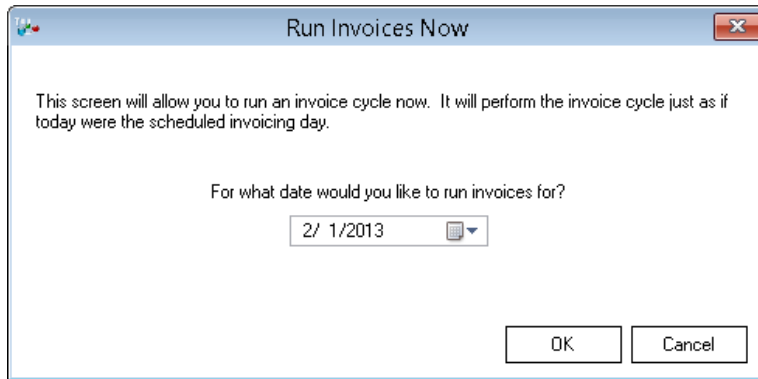 Run Invoices Now
This screen will allow you to run an invoice cycle now.  It will perform the invoice cycle just as if
today were the scheduled invoicing day.
For what date would you like to run invoices for?
2/ 1/2013
OK
Cancel